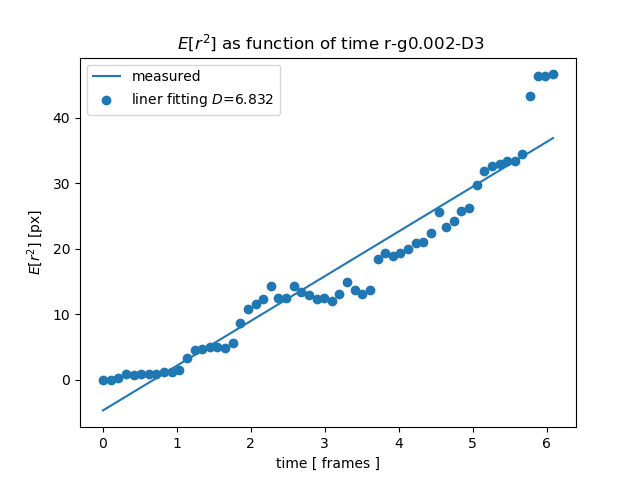 E[r²] as function of time r-g0.002-D3
measured
liner fitting D=6.832
E[r²] [px]
40
30
20
10
0
0 1 2 3 4 5 6
time [ frames ]